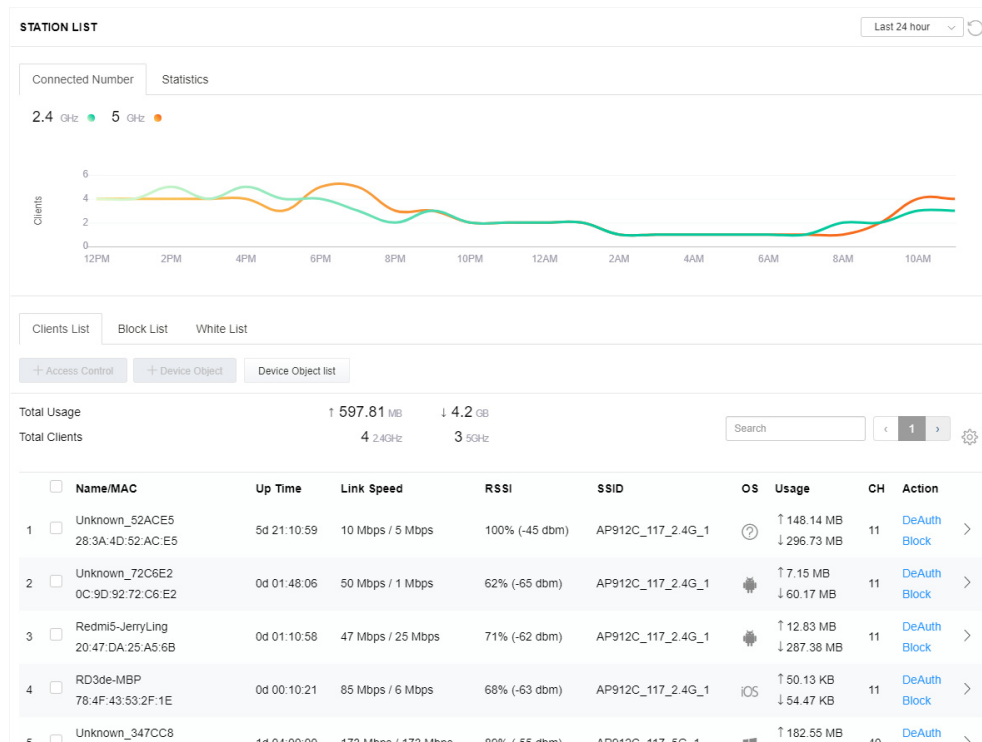 STATION LIST
Last 24 hour
Connected Number Statistics
2.4 GHz 5 GHz
Clients
6
4
2
0
12PM 2PM 4PM 6PM 8PM 10PM 12AM 2AM 4AM 6AM 8AM 10AM
Clients List Block List White List
+ Access Control + Device Object Device Object list
Total Usage ↑ 597.81 MB ↓ 4.2 GB
Total Clients 4 2.4GHz 3 5GHz
Search ‹ 1 ›
Name/MAC Up Time Link Speed RSSI SSID OS Usage CH Action
1 Unknown_52ACE5 5d 21:10:59 10 Mbps / 5 Mbps 100% (-45 dbm) AP912C_117_2.4G_1 ? ↑ 148.14 MB 11 DeAuth
28:3A:4D:52:AC:E5 ↓ 296.73 MB Block
2 Unknown_72C6E2 0d 01:48:06 50 Mbps / 1 Mbps 62% (-65 dbm) AP912C_117_2.4G_1 ↑ 7.15 MB 11 DeAuth
0C:9D:92:72:C6:E2 ↓ 60.17 MB Block
3 Redmi5-JerryLing 0d 01:10:58 47 Mbps / 25 Mbps 71% (-62 dbm) AP912C_117_2.4G_1 ↑ 12.83 MB 11 DeAuth
20:47:DA:25:A5:6B ↓ 287.38 MB Block
4 RD3de-MBP 0d 00:10:21 85 Mbps / 6 Mbps 68% (-63 dbm) AP912C_117_2.4G_1 iOS ↑ 50.13 KB 11 DeAuth
78:4F:43:53:2F:1E ↓ 54.47 KB Block
Unknown_347CC8 ↑ 182.55 MB DeAuth